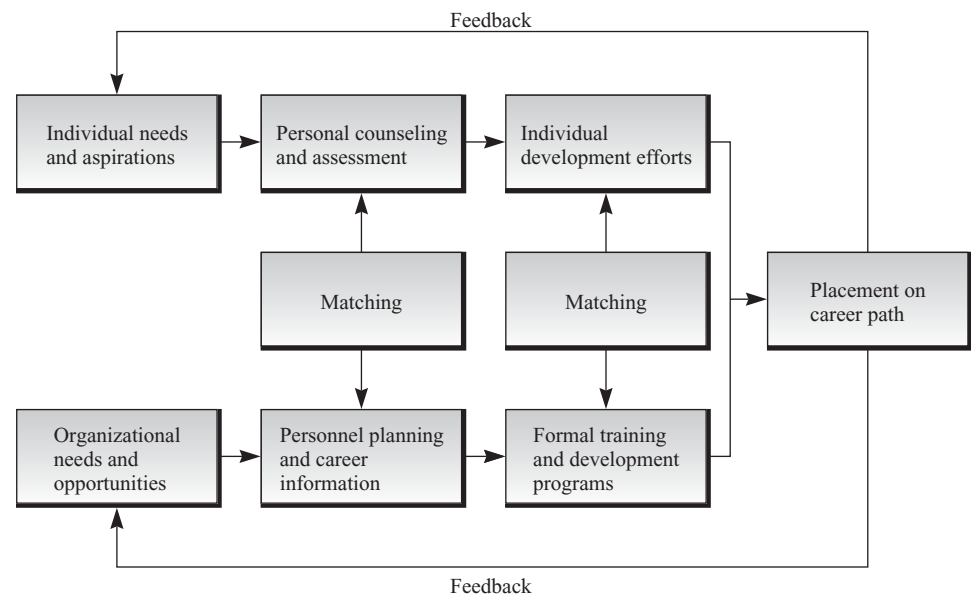 Feedback
Individual needs
and aspirations
Personal counseling
and assessment
Individual
development efforts
Matching
Matching
Placement on
career path
Organizational
needs and
opportunities
Personnel planning
and career
information
Formal training
and development
programs
Feedback